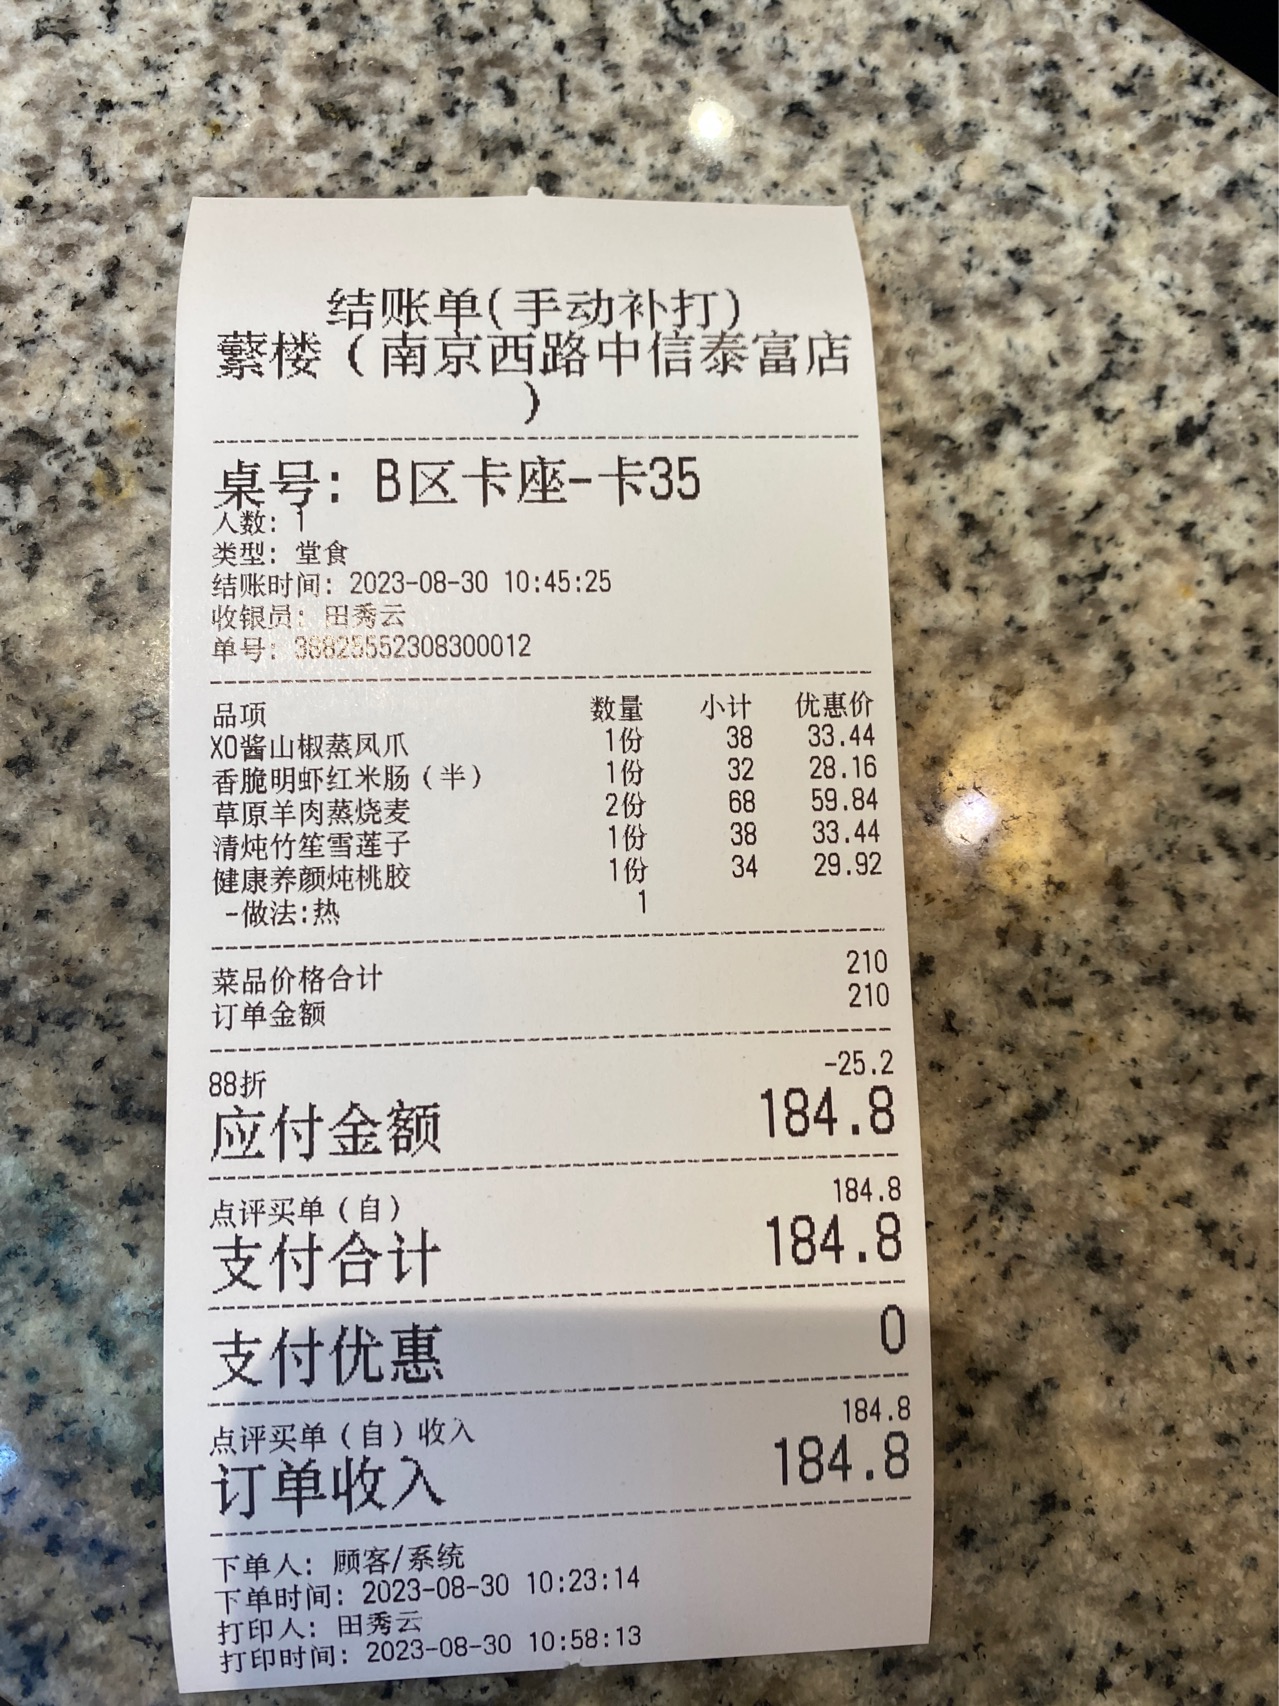 结账单(手动补打)
蘩楼（南京西路中信泰富店
）
桌号: B区卡座-卡35
人数: 1
类型: 堂食
结账时间: 2023-08-30 10:45:25
收银员: 田秀云
单号: 368255552308300012
品项 数量 小计 优惠价
XO酱山椒蒸凤爪 1份 38 33.44
香脆明虾红米肠（半） 1份 32 28.16
草原羊肉蒸烧麦 2份 68 59.84
清炖竹笙雪莲子 1份 38 33.44
健康养颜炖桃胶 1份 34 29.92
-做法:热 1
菜品价格合计 210
订单金额 210
88折 -25.2
应付金额 184.8
点评买单（自） 184.8
支付合计 184.8
支付优惠 0
点评买单（自）收入 184.8
订单收入 184.8
下单人: 顾客/系统
下单时间: 2023-08-30 10:23:14
打印人: 田秀云
打印时间: 2023-08-30 10:58:13